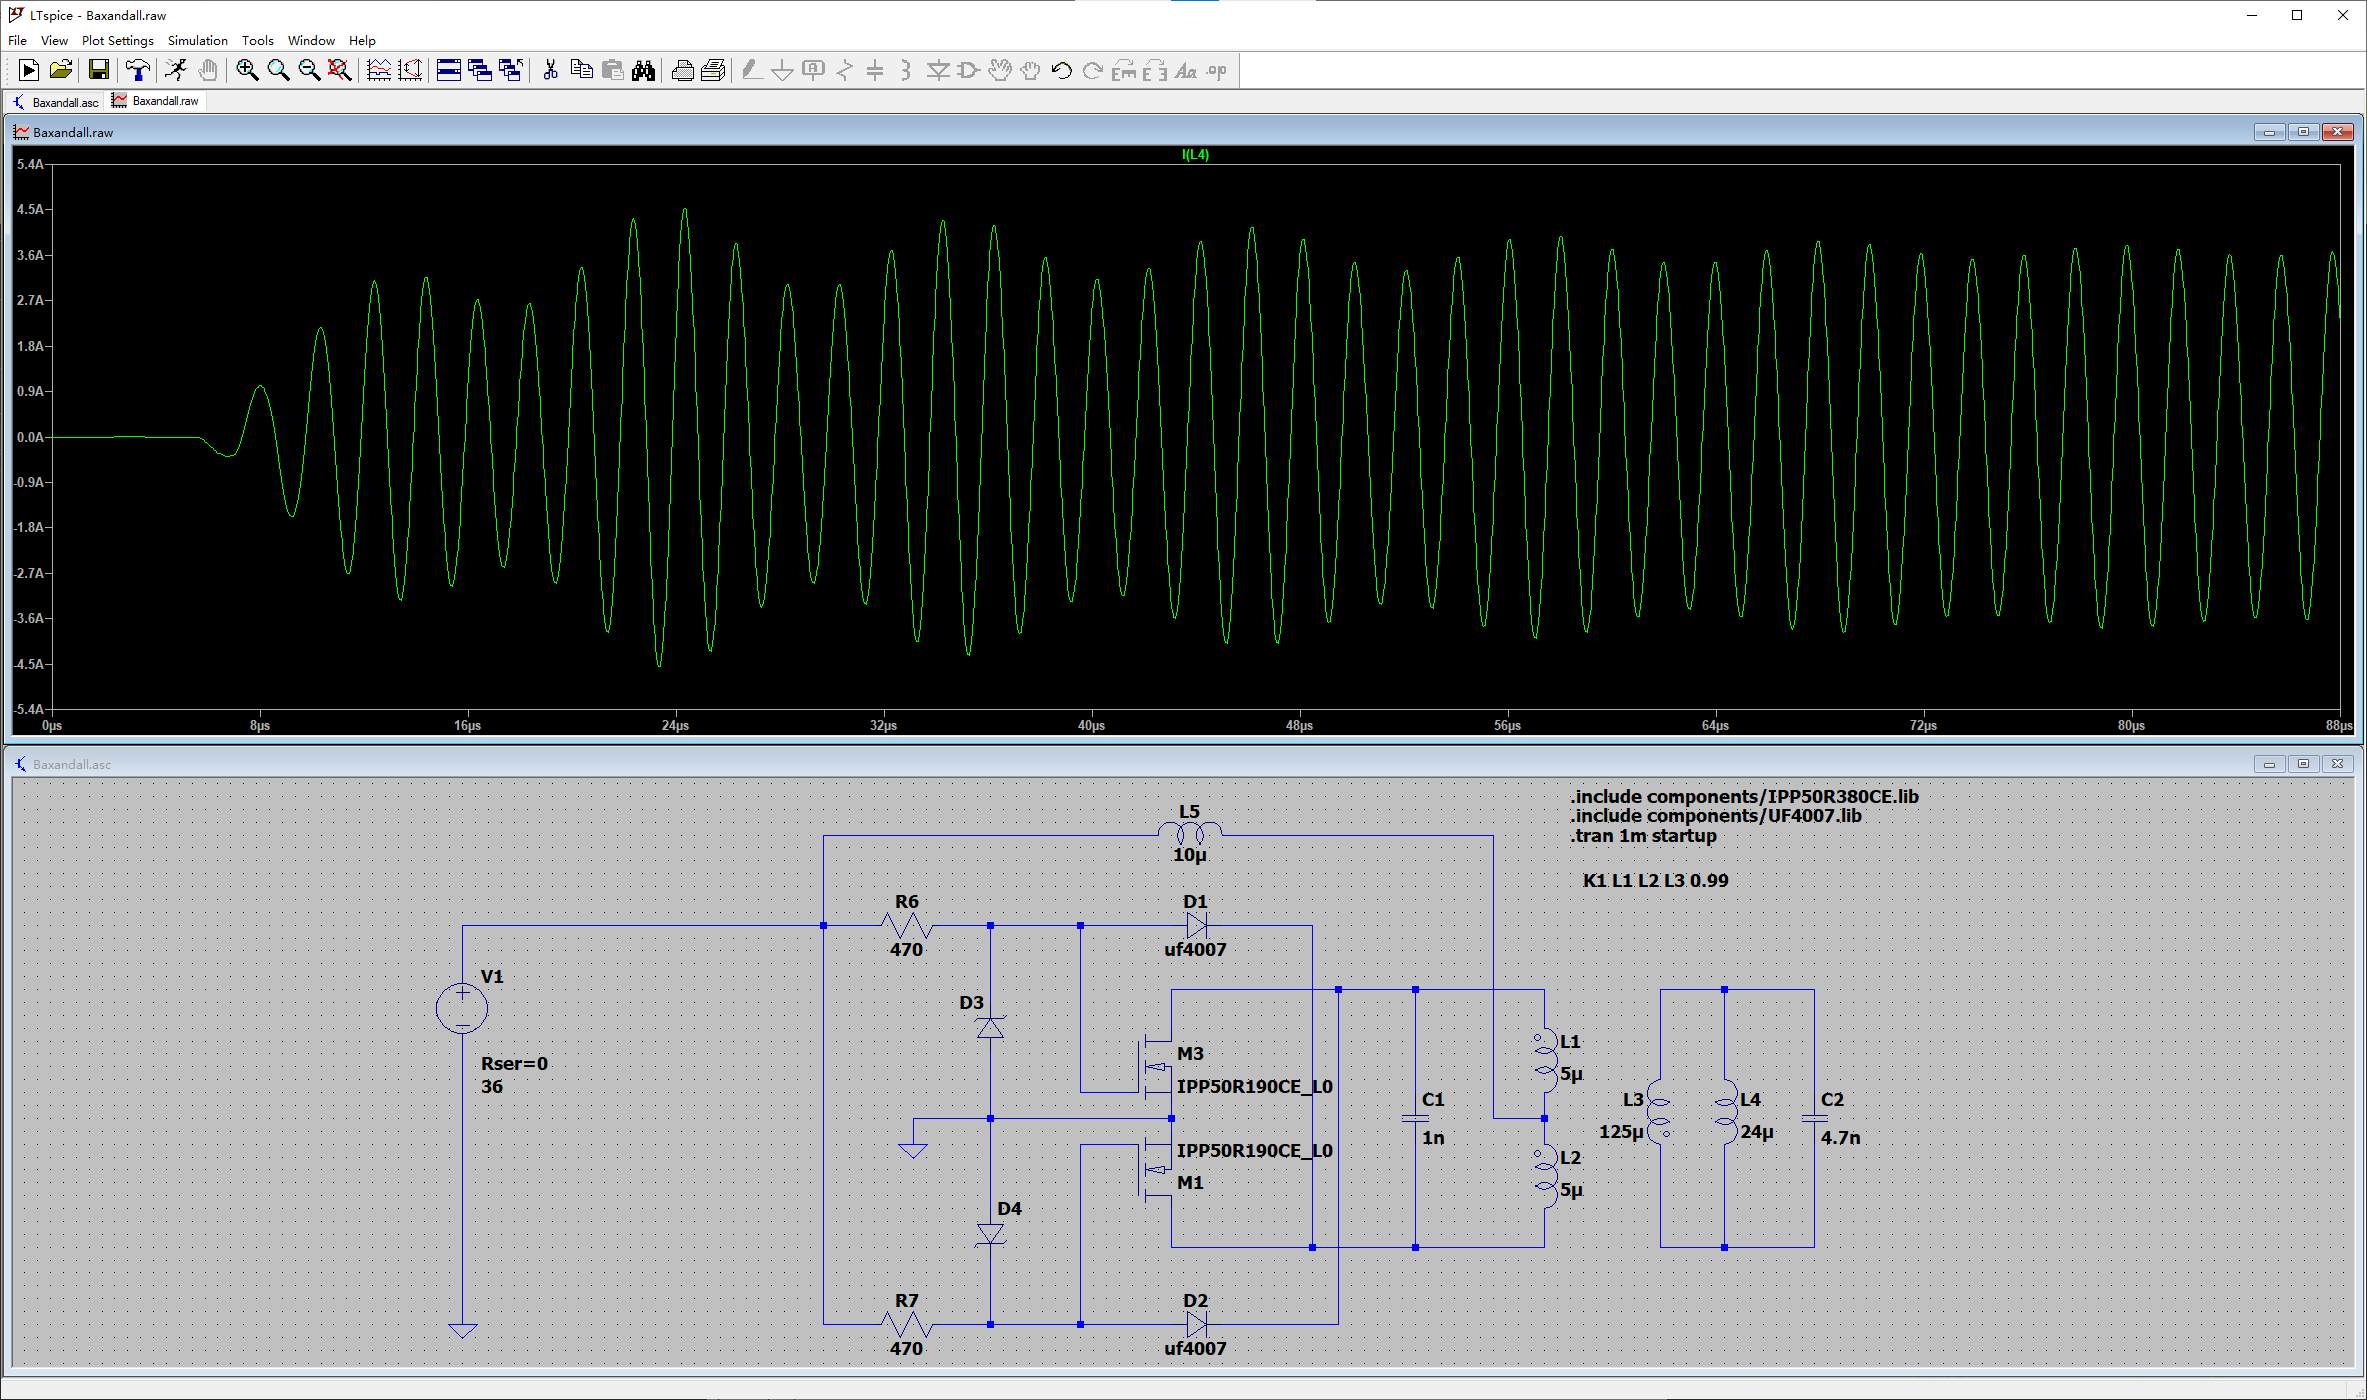 LTspice - Baxandall.raw
File View Plot Settings Simulation Tools Window Help
Baxandall.asc Baxandall.raw
Baxandall.raw
I(L4)
5.4A
4.5A
3.6A
2.7A
1.8A
0.9A
0.0A
-0.9A
-1.8A
-2.7A
-3.6A
-4.5A
-5.4A
0µs 8µs 16µs 24µs 32µs 40µs 48µs 56µs 64µs 72µs 80µs 88µs
Baxandall.asc
.include components/IPP50R380CE.lib
.include components/UF4007.lib
.tran 1m startup
K1 L1 L2 L3 0.99
L5
10µ
R6
470
D1
uf4007
V1
Rser=0
36
D3
M3
IPP50R190CE_L0
IPP50R190CE_L0
M1
D4
C1
1n
L1
5µ
L2
5µ
L3
125µ
L4
24µ
C2
4.7n
R7
470
D2
uf4007